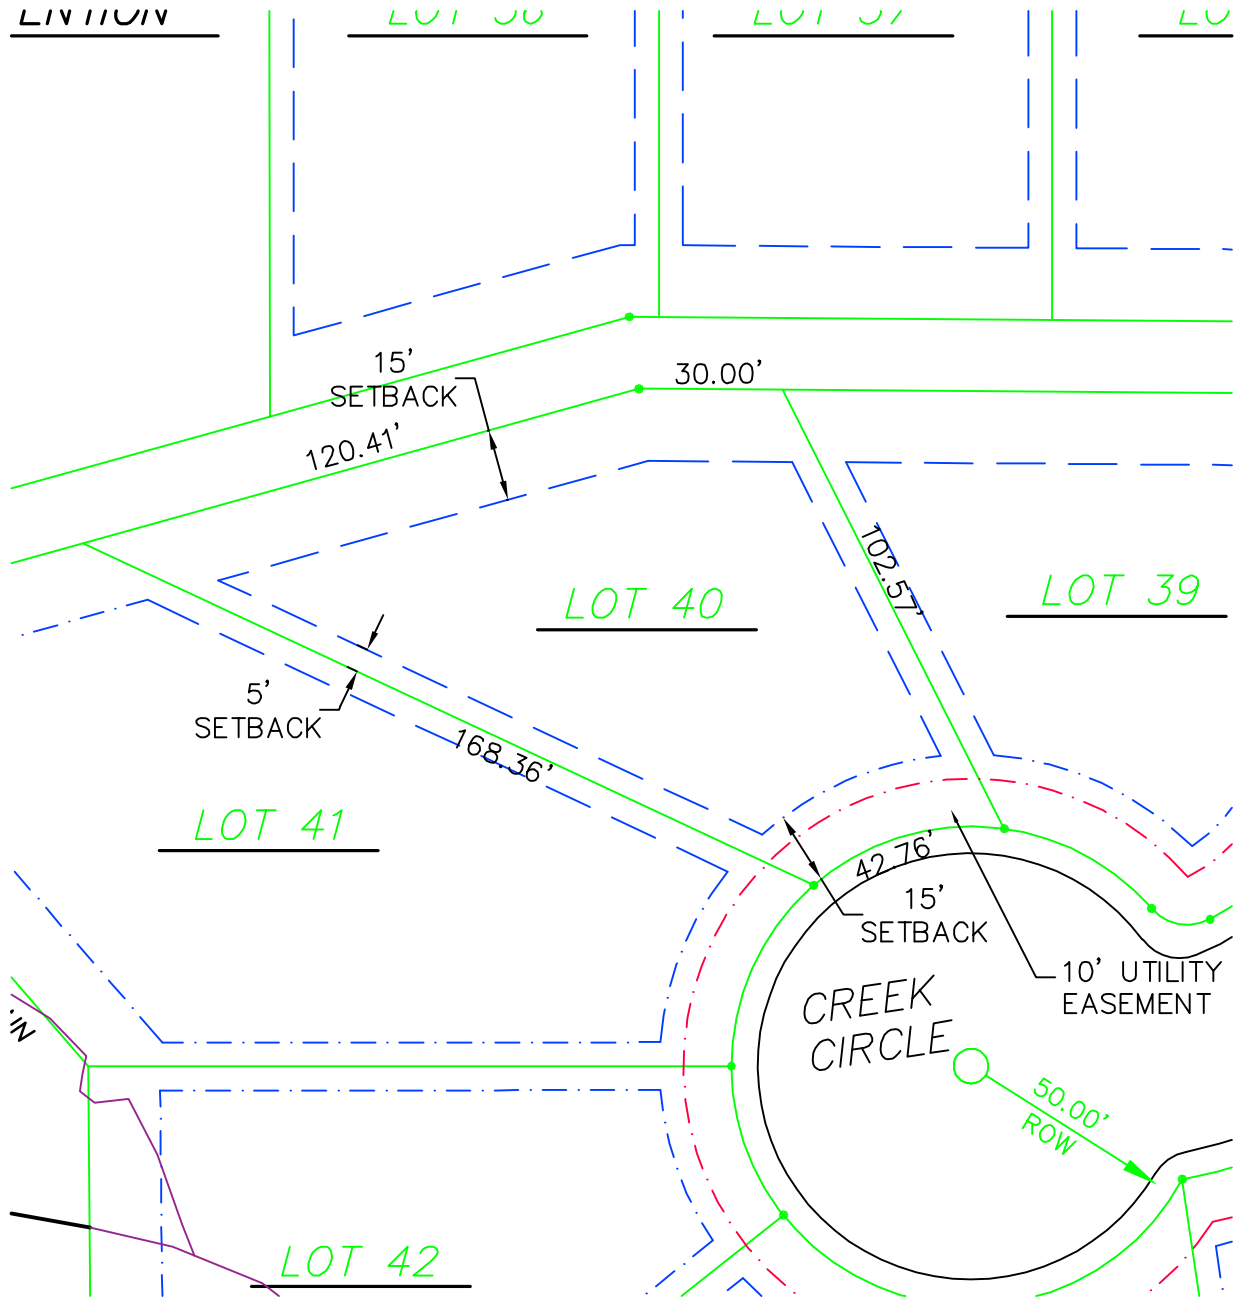 15'
SETBACK
30.00'
120.41'
102.57'
LOT 40
LOT 39
5'
SETBACK
168.36'
LOT 41
42.76'
15'
SETBACK
10' UTILITY
EASEMENT
CREEK
CIRCLE
50.00'
ROW
LOT 42